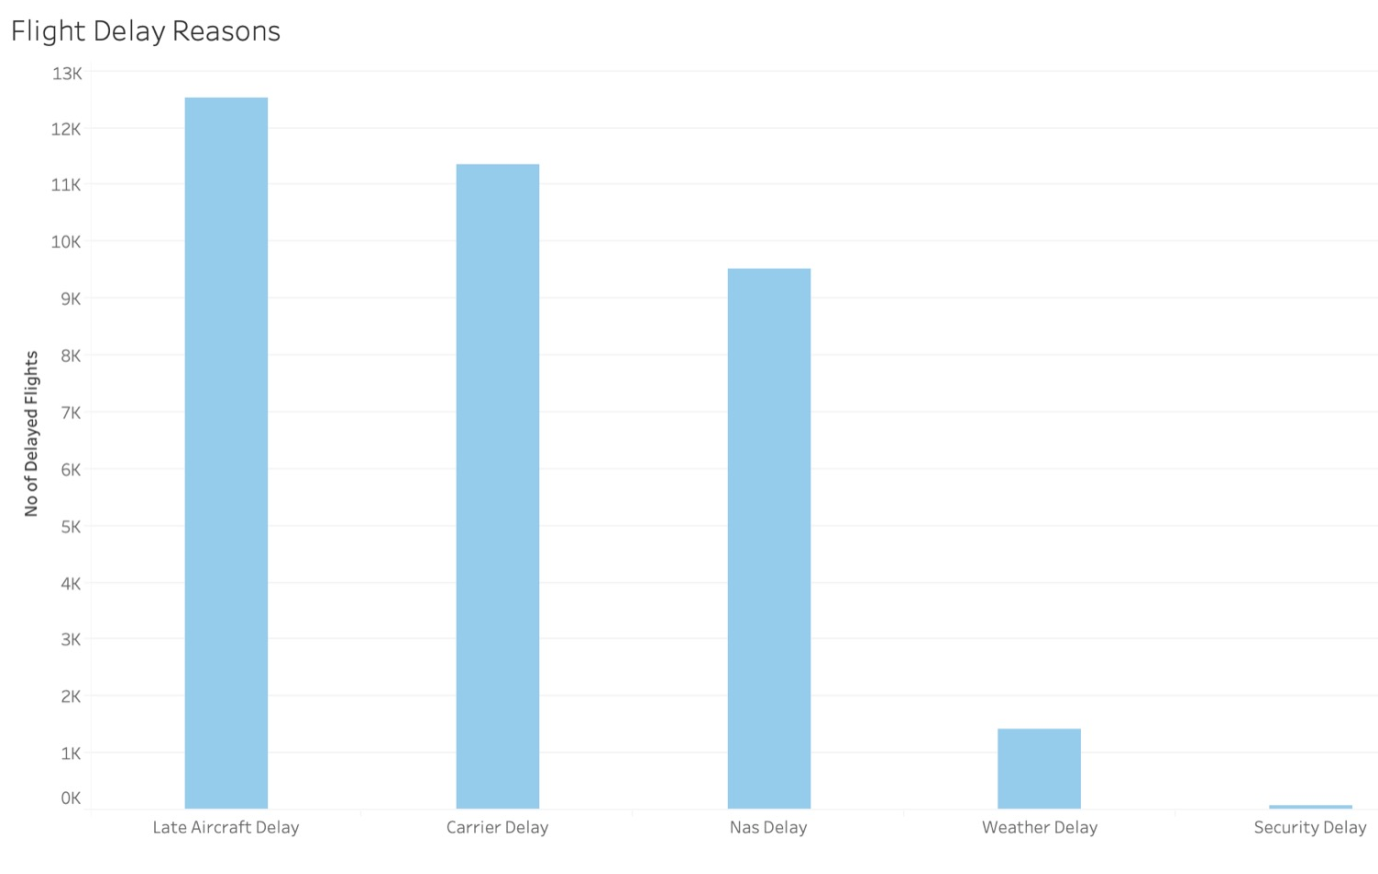 Flight Delay Reasons
13K
12K
11K
10K
9K
8K
7K
6K
5K
4K
3K
2K
1K
0K
No of Delayed Flights
Late Aircraft Delay
Carrier Delay
Nas Delay
Weather Delay
Security Delay